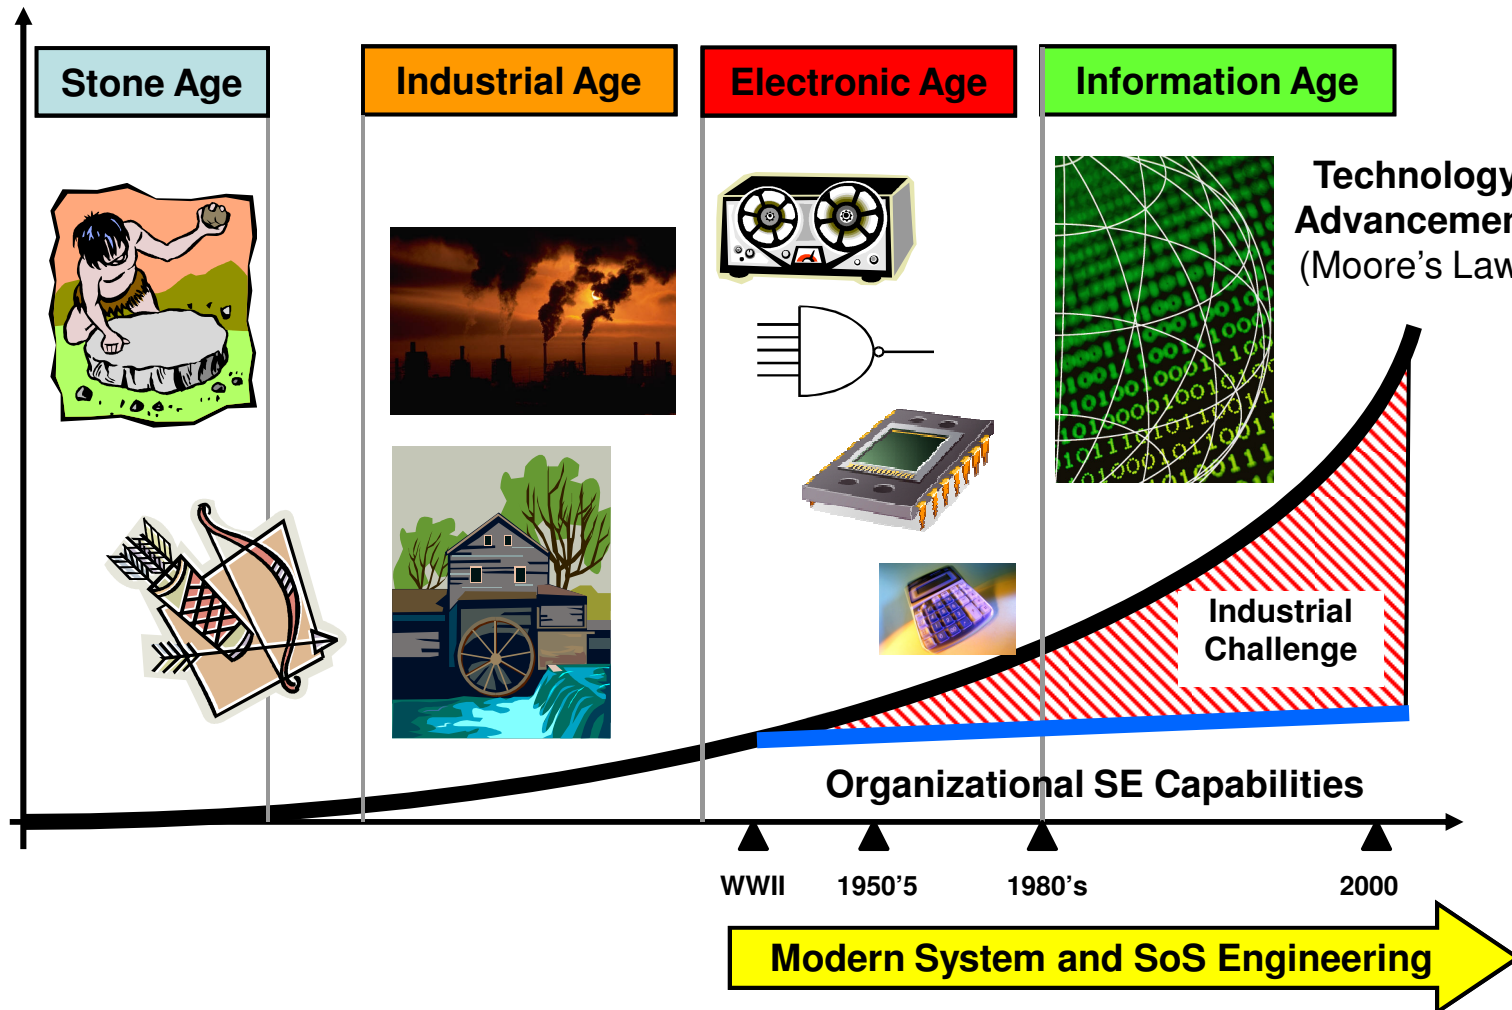 Stone Age
Industrial Age
Electronic Age
Information Age
Technology
Advancemen
(Moore’s Law
Industrial
Challenge
Organizational SE Capabilities
WWII
1950’5
1980’s
2000
Modern System and SoS Engineering